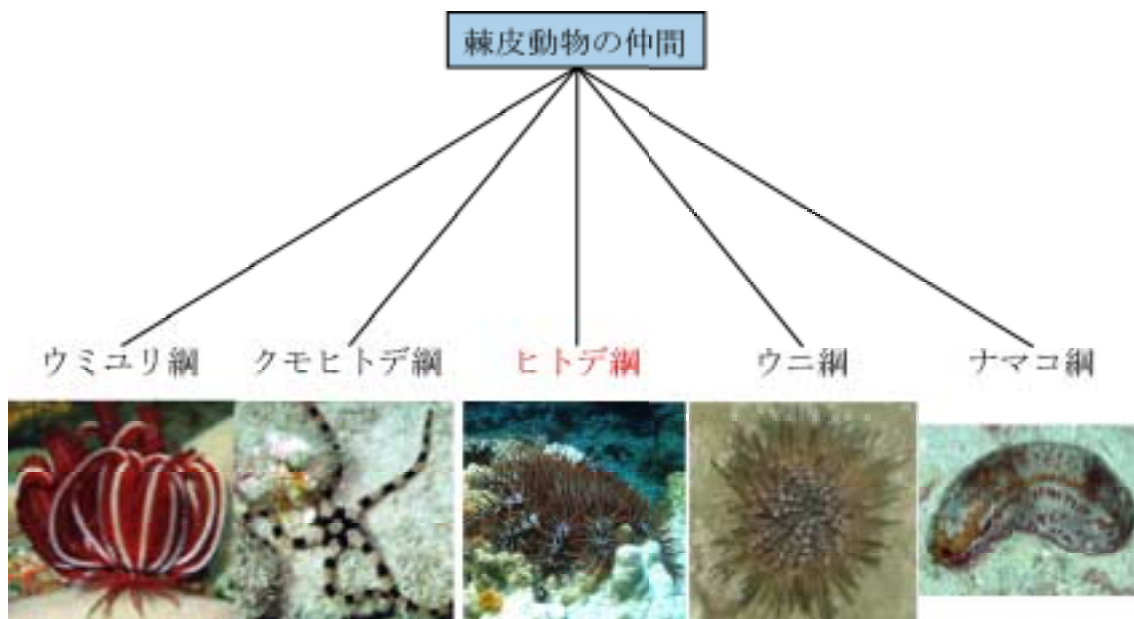 棘皮動物の仲間
ウミユリ綱
クモヒトデ綱
ヒトデ綱
ウニ綱
ナマコ綱